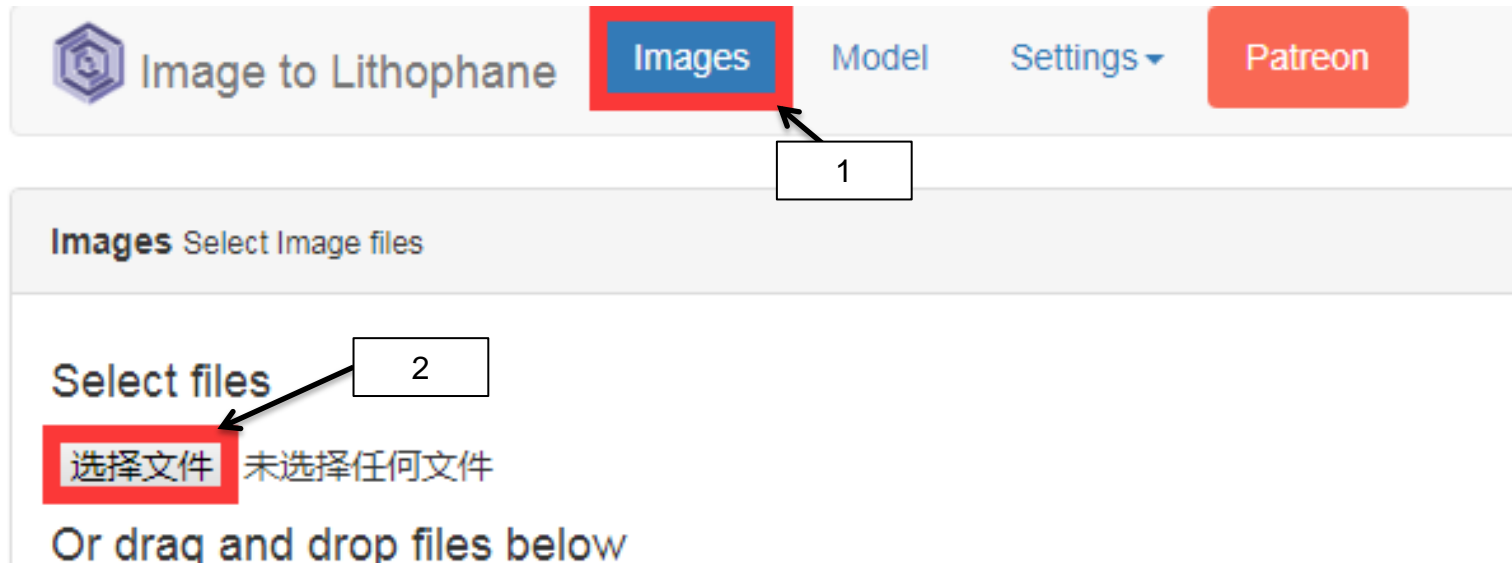 Image to Lithophane Images Model Settings Patreon
1
Images Select Image files
2
Select files
选择文件 未选择任何文件
Or drag and drop files below